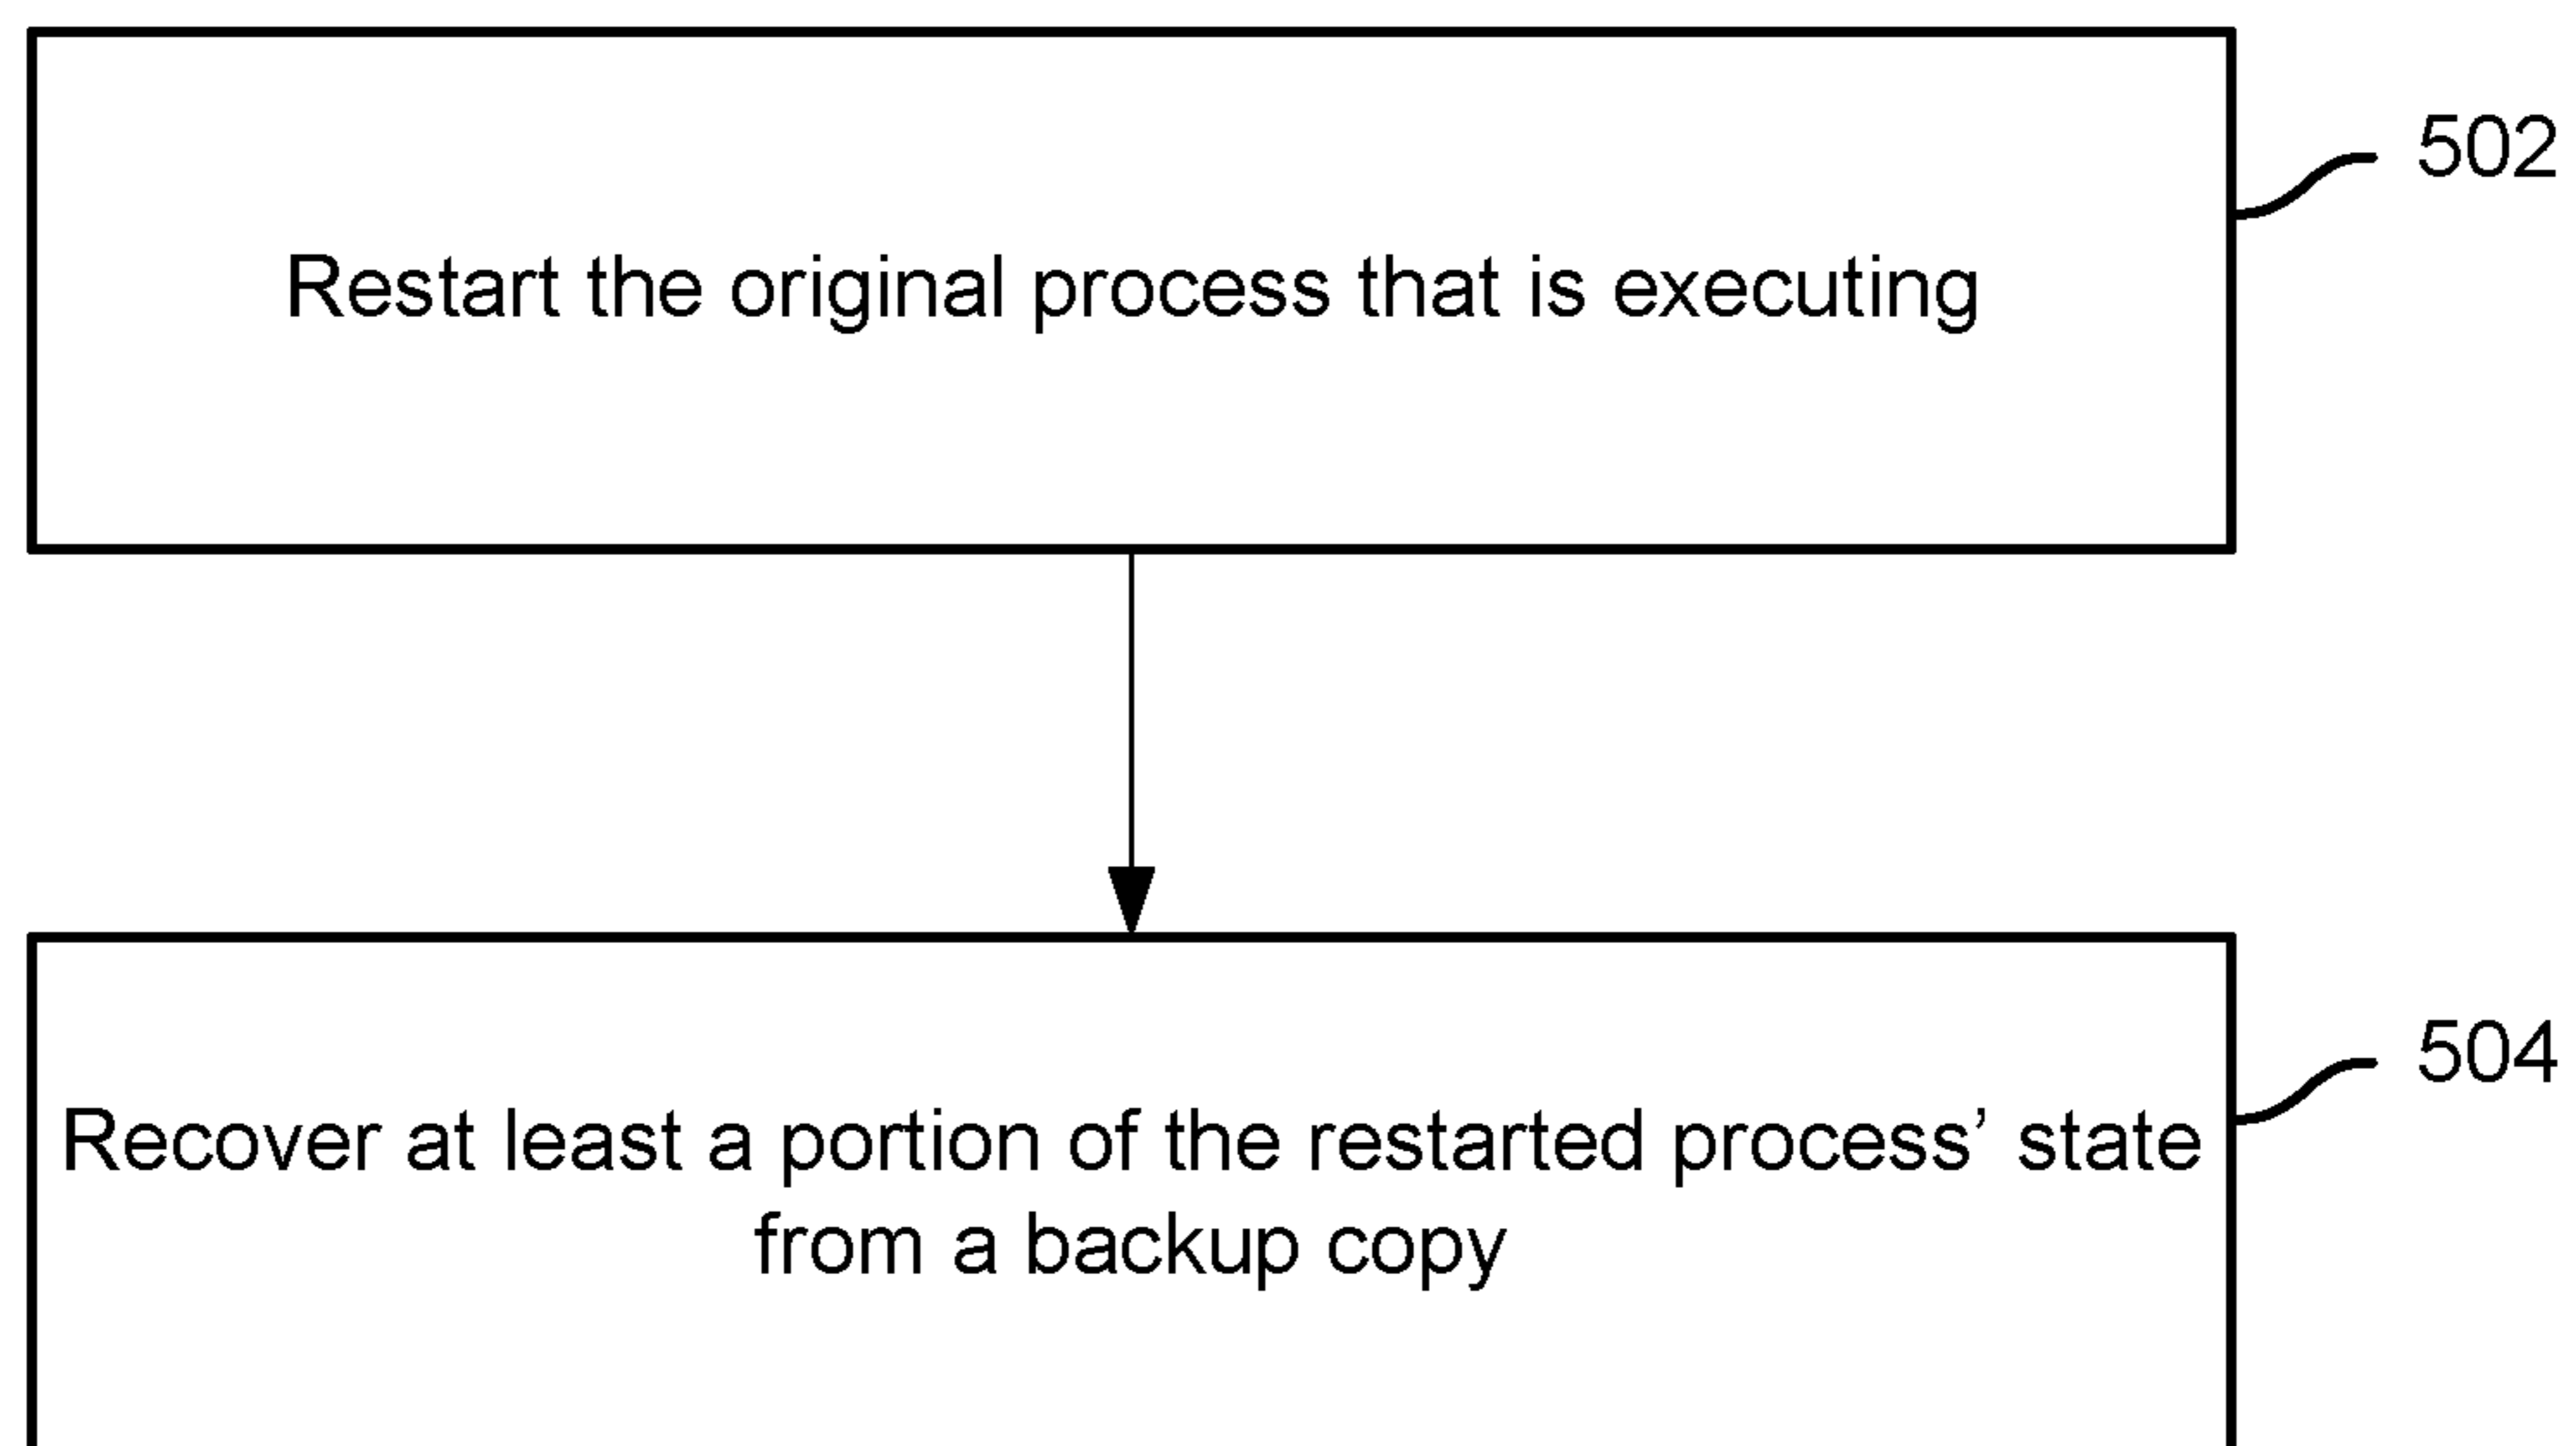 502
Restart the original process that is executing
504
Recover at least a portion of the restarted process’ state
from a backup copy